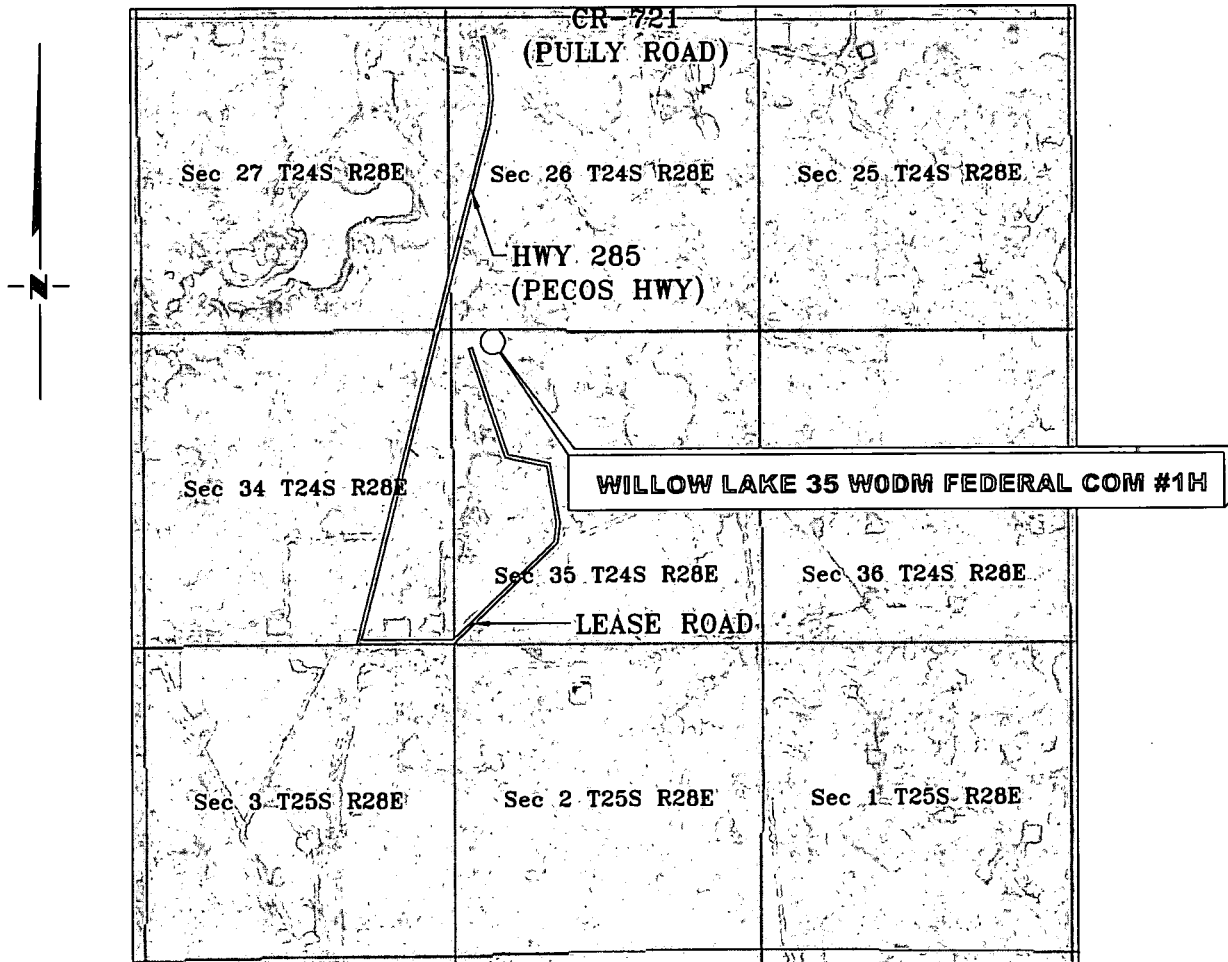 CR-721
(PULLY ROAD)
Sec 27 T24S R28E
Sec 26 T24S R28E
Sec 25 T24S R28E
HWY 285
(PECOS HWY)
N
WILLOW LAKE 35 W0DM FEDERAL COM #1H
Sec 34 T24S R28E
Sec 35 T24S R28E
Sec 36 T24S R28E
LEASE ROAD
Sec 3 T25S R28E
Sec 2 T25S R28E
Sec 1 T25S R28E